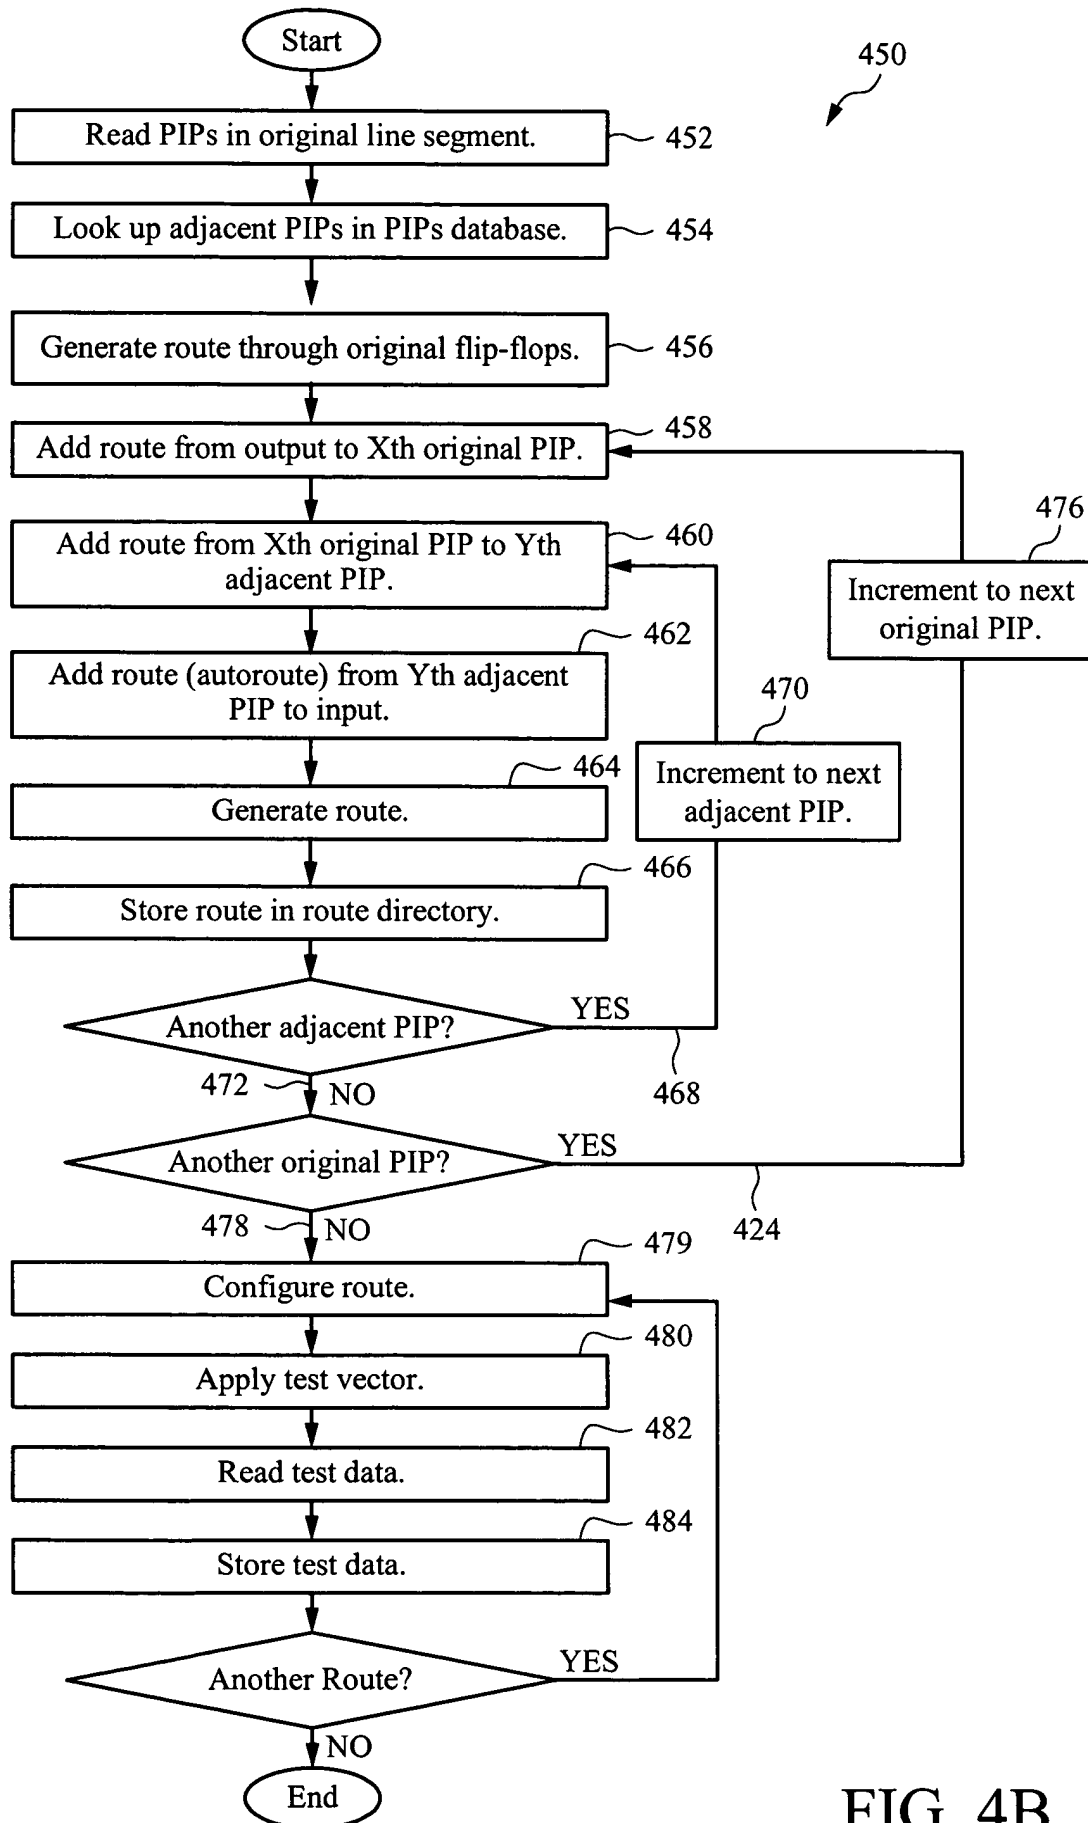 Start
450
Read PIPs in original line segment.
452
Look up adjacent PIPs in PIPs database.
454
Generate route through original flip-flops.
456
458
Add route from output to Xth original PIP.
460
Add route from Xth original PIP to Yth
adjacent PIP.
476
Increment to next
original PIP.
462
Add route (autoroute) from Yth adjacent
PIP to input.
470
Increment to next
adjacent PIP.
464
Generate route.
466
Store route in route directory.
Another adjacent PIP?
YES
468
472
NO
Another original PIP?
YES
424
478
NO
479
Configure route.
480
Apply test vector.
482
Read test data.
484
Store test data.
Another Route?
YES
NO
End
FIG. 4B